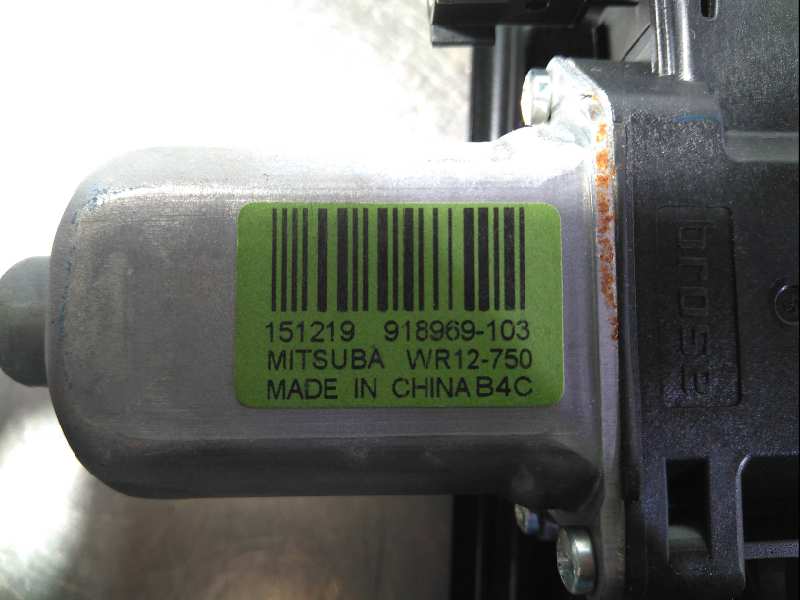 151219 918969-103
MITSUBA WR12-750
MADE IN CHINA B4C
brose